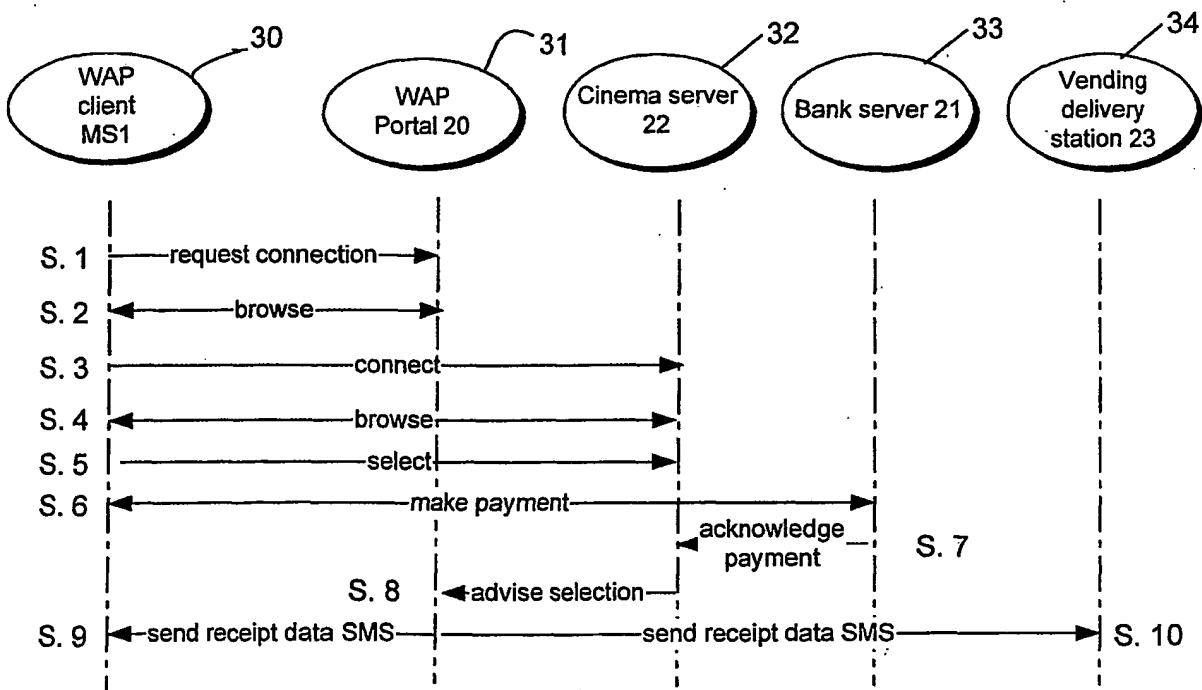 30
31
32
33
34
WAP
client
MS1
WAP
Portal 20
Cinema server
22
Bank server 21
Vending
delivery
station 23
S. 1
request connection
S. 2
browse
S. 3
connect
S. 4
browse
S. 5
select
S. 6
make payment
acknowledge
payment
S. 7
S. 8
advise selection
S. 9
send receipt data SMS
send receipt data SMS
S. 10